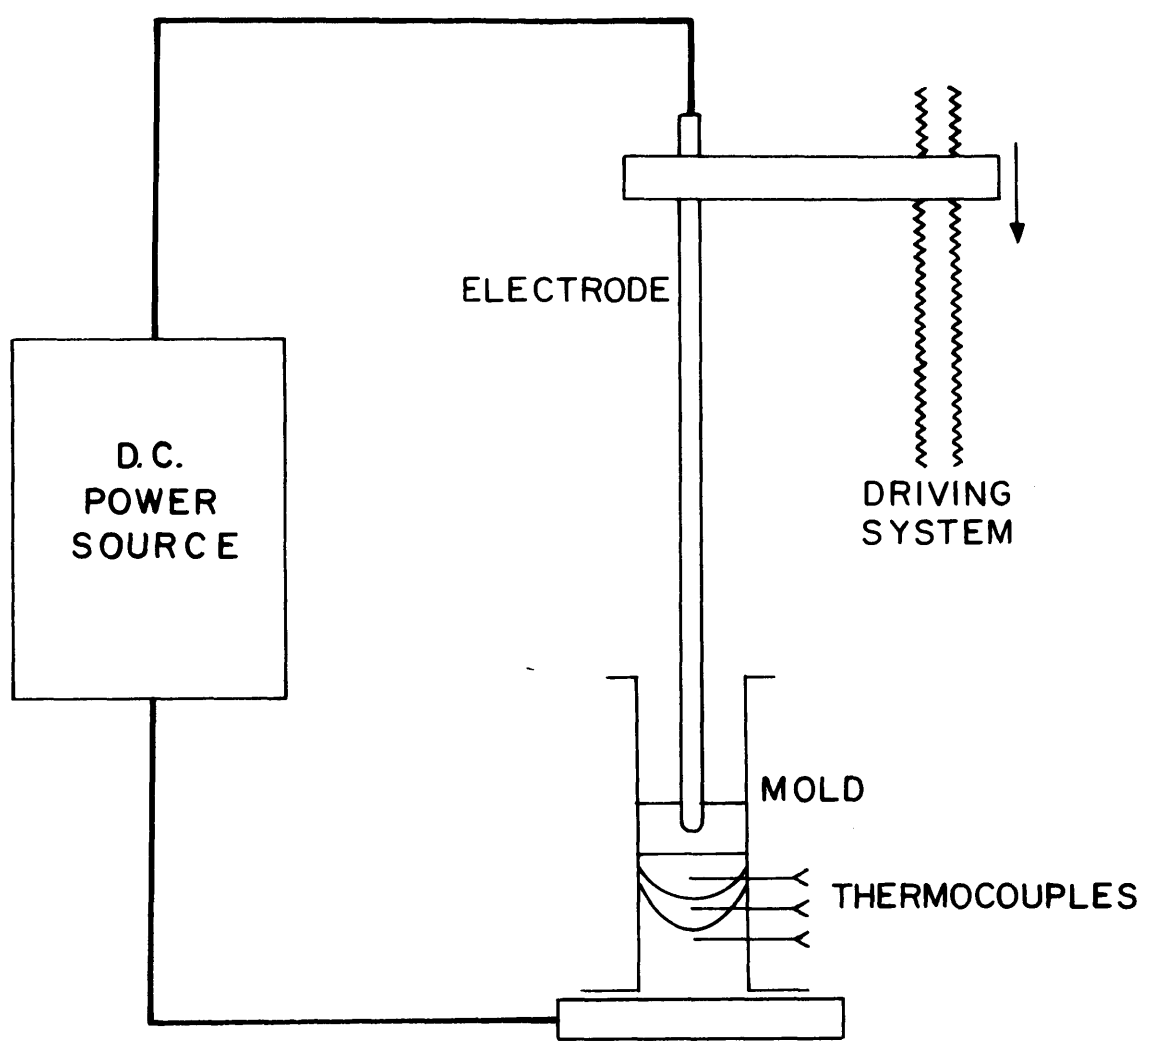 ELECTRODE
D.C.
POWER
SOURCE
DRIVING
SYSTEM
MOLD
THERMOCOUPLES